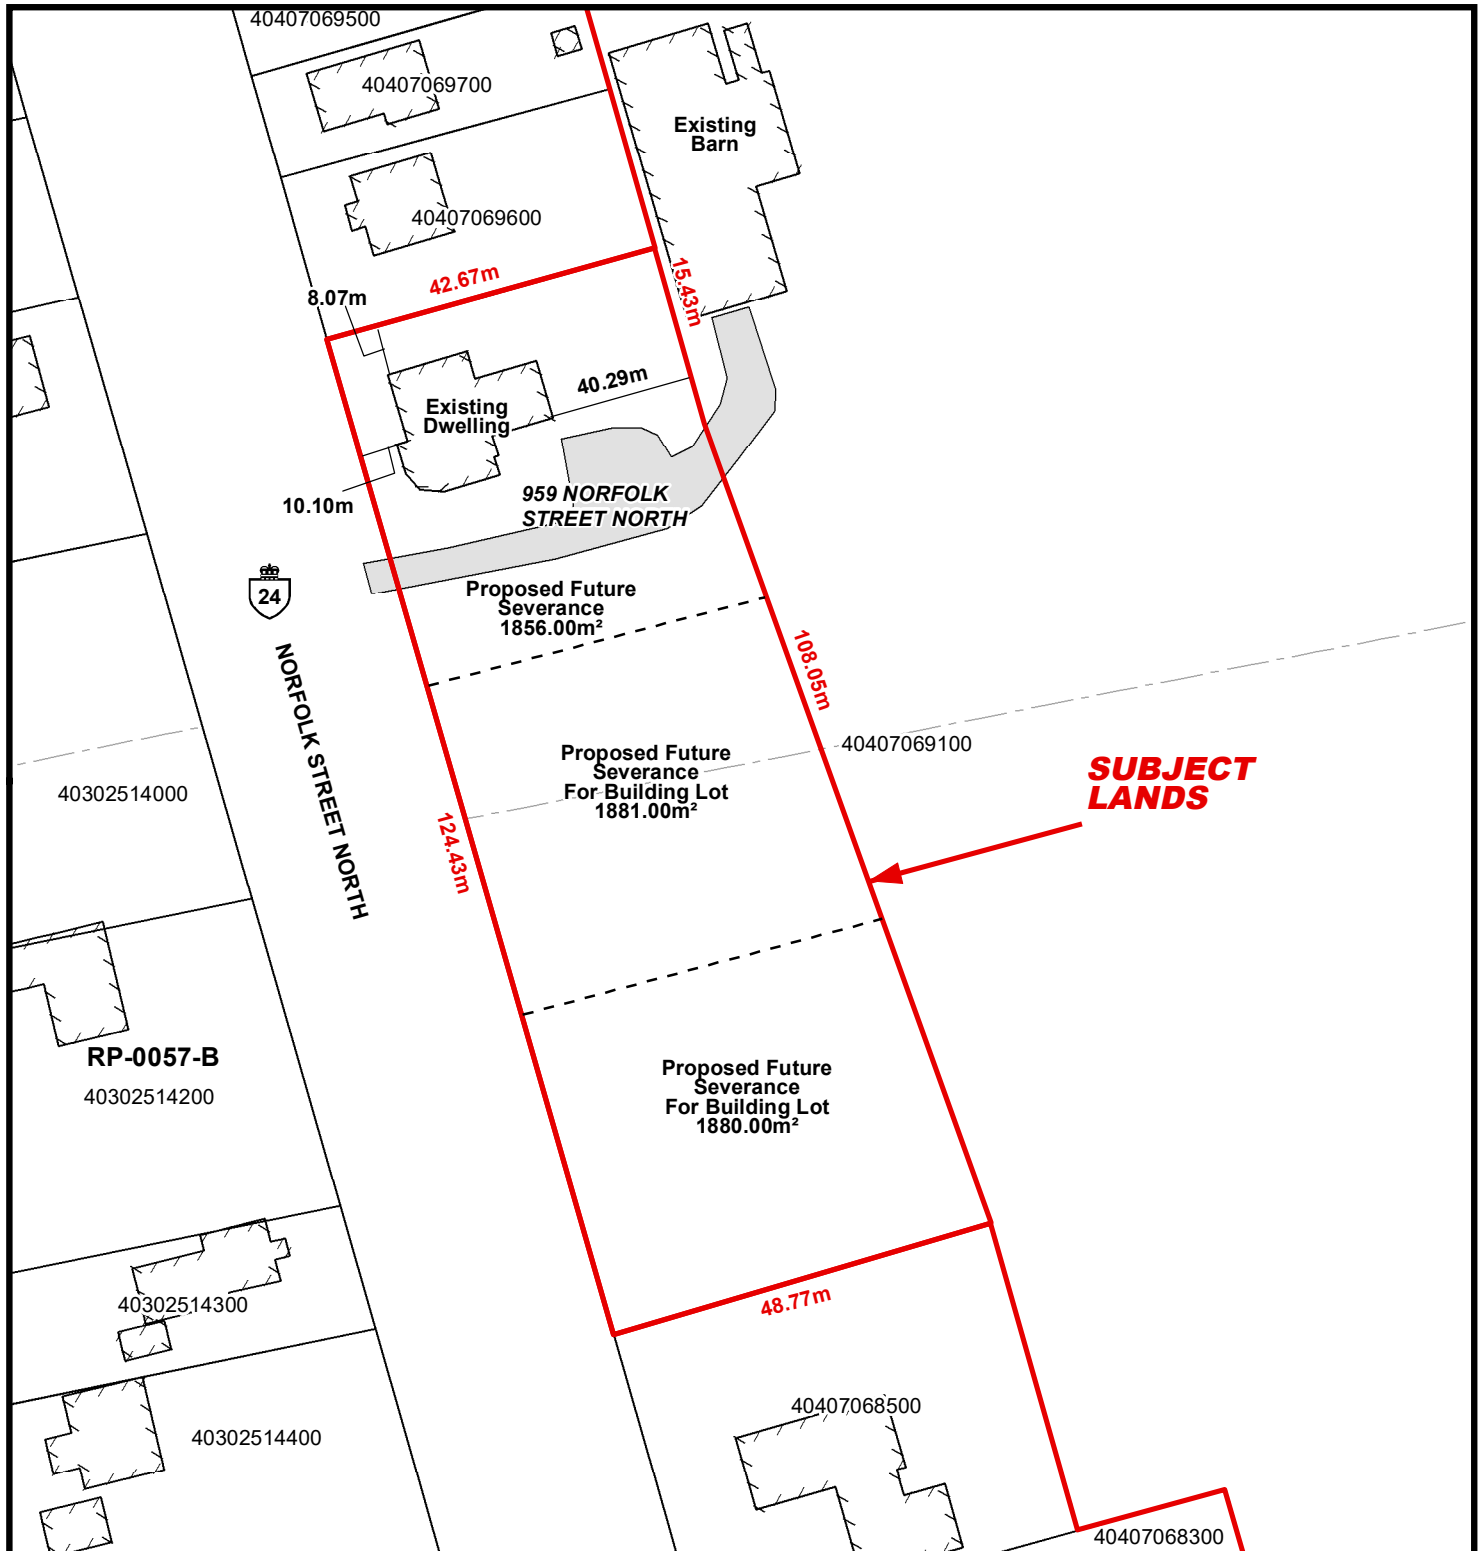 40407069500
40407069700
Existing
Barn
40407069600
42.67m
15.43m
8.07m
40.29m
Existing
Dwelling
10.10m
959 NORFOLK
STREET NORTH
24
Proposed Future
Severance
1856.00m²
NORFOLK STREET NORTH
108.05m
40407069100
Proposed Future
Severance
For Building Lot
1881.00m²
SUBJECT
LANDS
40302514000
124.43m
RP-0057-B
40302514200
Proposed Future
Severance
For Building Lot
1880.00m²
40302514300
48.77m
40407068500
40302514400
40407068300